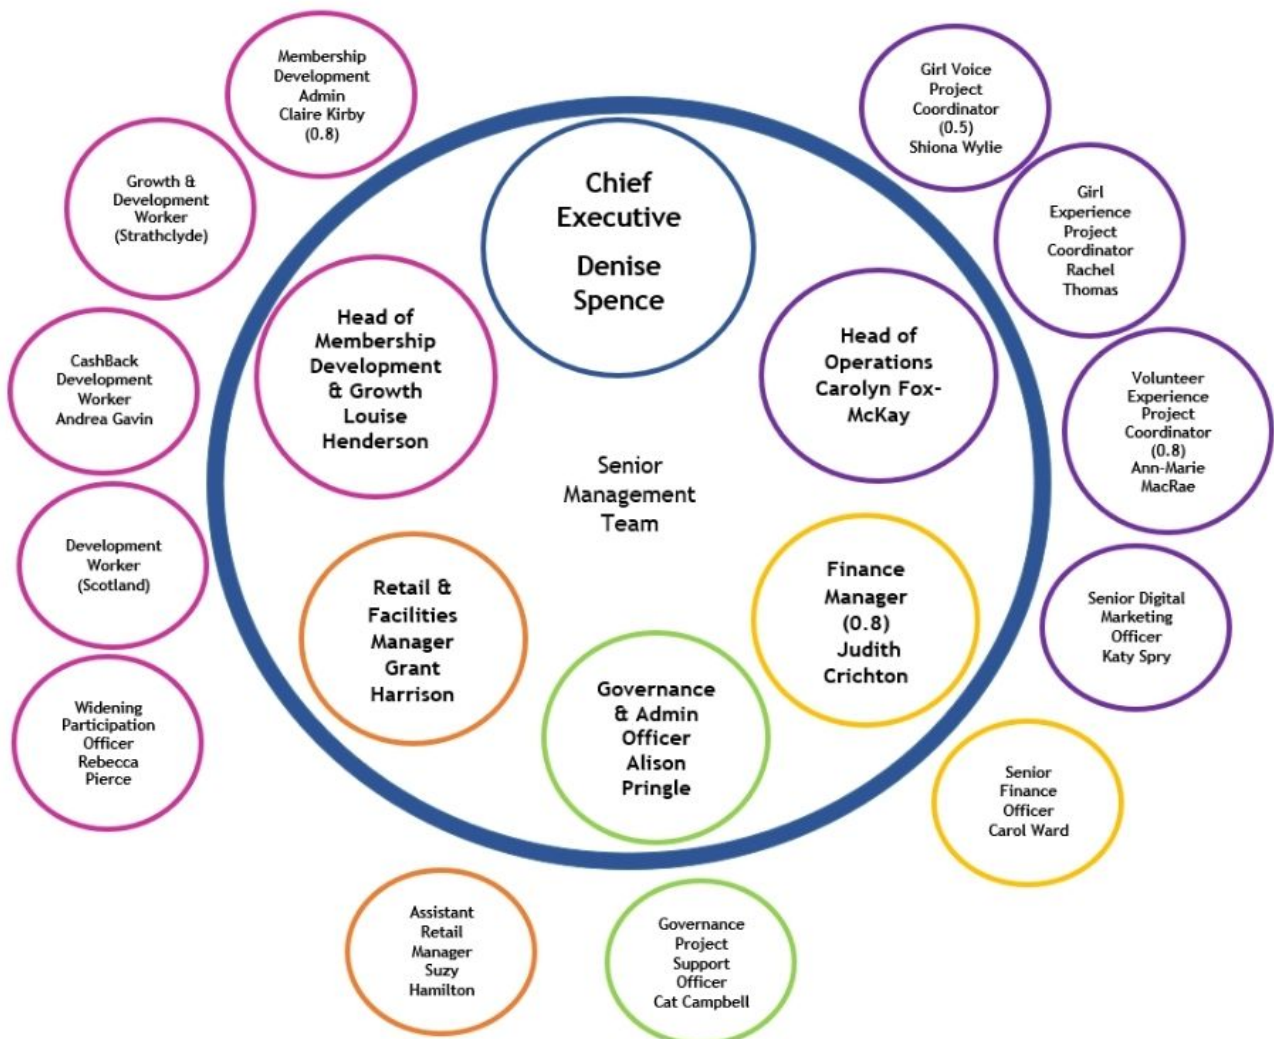 Membership
Development
Admin
Claire Kirby
(0.8)
Growth &
Development
Worker
(Strathclyde)
CashBack
Development
Worker
Andrea Gavin
Development
Worker
(Scotland)
Widening
Participation
Officer
Rebecca
Pierce
Chief
Executive
Denise
Spence
Head of
Membership
Development
& Growth
Louise
Henderson
Head of
Operations
Carolyn Fox-
McKay
Senior
Management
Team
Retail &
Facilities
Manager
Grant
Harrison
Governance
& Admin
Officer
Alison
Pringle
Finance
Manager
(0.8)
Judith
Crichton
Girl Voice
Project
Coordinator
(0.5)
Shiona Wylie
Girl
Experience
Project
Coordinator
Rachel
Thomas
Volunteer
Experience
Project
Coordinator
(0.8)
Ann-Marie
MacRae
Senior Digital
Marketing
Officer
Katy Spry
Senior
Finance
Officer
Carol Ward
Assistant
Retail
Manager
Suzy
Hamilton
Governance
Project
Support
Officer
Cat Campbell